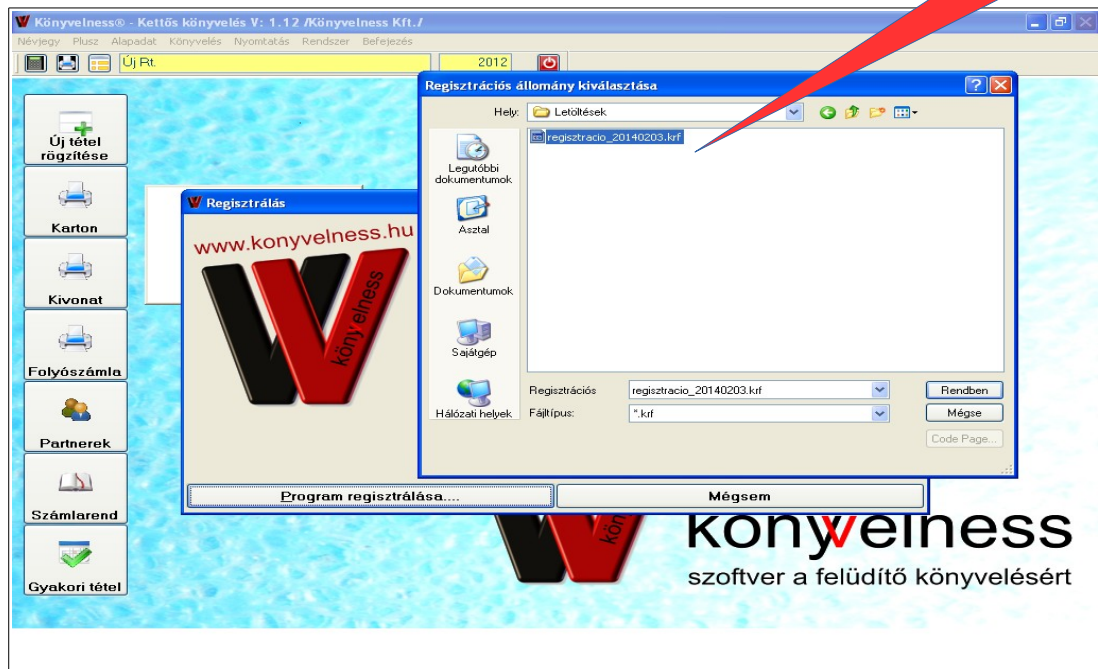 Könyvelness® - Kettős könyvelés V: 1.12 /Könyvelness Kft./
Névjegy Plusz Alapadat Könyvelés Nyomtatás Rendszer Befejezés
Új Rt. 2012
Új tétel
rögzítése
Karton
Kivonat
Folyószámla
Partnerek
Számlarend
Gyakori tétel
Regisztrálás
www.konyvelness.hu
könyvelness
Program regisztrálása....
Mégsem
Regisztrációs állomány kiválasztása
Hely: Letöltések
regisztracio_20140203.krf
Legutóbbi
dokumentumok
Asztal
Dokumentumok
Sajátgép
Hálózati helyek
Regisztrációs regisztracio_20140203.krf Rendben
Fájltípus: *.krf Mégse
Code Page...
könyvelness
szoftver a felüdítő könyvelésért